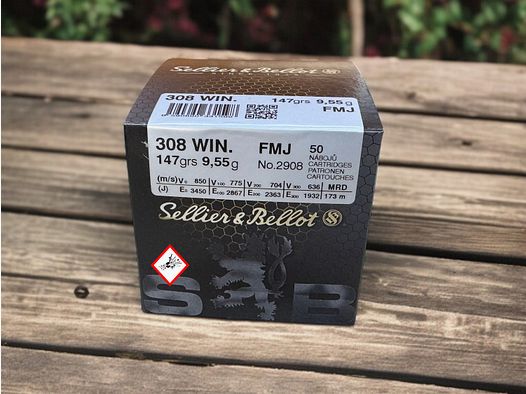 Sellier & Bellot S
308 WIN. 147grs 9,55g
FMJ
308 WIN. FMJ 50
147grs 9,55g No.2908
NÁBOJŮ
CARTRIDGES
PATRONEN
CARTOUCHES
(m/s) V0 850 V100 775 V200 704 V300 636 MRD
(J) E0 3450 E100 2867 E200 2363 E300 1932 173 m
Sellier & Bellot S
S B